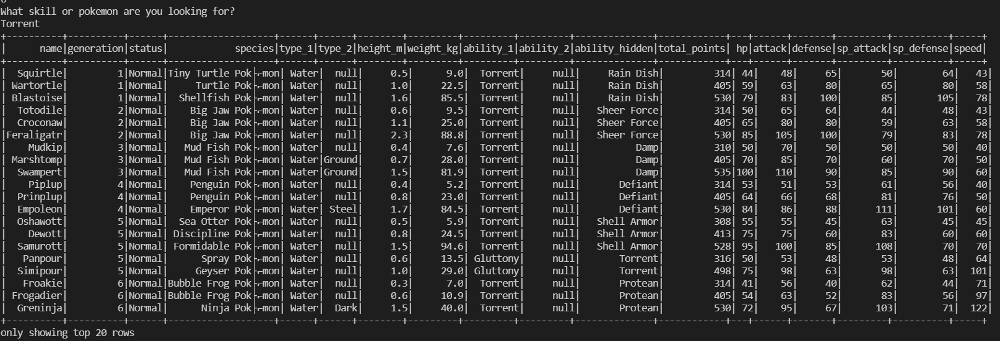 What skill or pokemon are you looking for?
Torrent
+----------+----------+------+------------------+------+------+--------+---------+---------+---------+--------------+------------+---+------+-------+---------+----------+-----+
|      name|generation|status|           species|type_1|type_2|height_m|weight_kg|ability_1|ability_2|ability_hidden|total_points| hp|attack|defense|sp_attack|sp_defense|speed|
+----------+----------+------+------------------+------+------+--------+---------+---------+---------+--------------+------------+---+------+-------+---------+----------+-----+
|  Squirtle|         1|Normal|Tiny Turtle Pok├⌐mon| Water|  null|     0.5|      9.0|  Torrent|     null|     Rain Dish|         314| 44|    48|     65|       50|        64|   43|
| Wartortle|         1|Normal|     Turtle Pok├⌐mon| Water|  null|     1.0|     22.5|  Torrent|     null|     Rain Dish|         405| 59|    63|     80|       65|        80|   58|
| Blastoise|         1|Normal|  Shellfish Pok├⌐mon| Water|  null|     1.6|     85.5|  Torrent|     null|     Rain Dish|         530| 79|    83|    100|       85|       105|   78|
|  Totodile|         2|Normal|    Big Jaw Pok├⌐mon| Water|  null|     0.6|      9.5|  Torrent|     null|   Sheer Force|         314| 50|    65|     64|       44|        48|   43|
|  Croconaw|         2|Normal|    Big Jaw Pok├⌐mon| Water|  null|     1.1|     25.0|  Torrent|     null|   Sheer Force|         405| 65|    80|     80|       59|        63|   58|
|Feraligatr|         2|Normal|    Big Jaw Pok├⌐mon| Water|  null|     2.3|     88.8|  Torrent|     null|   Sheer Force|         530| 85|   105|    100|       79|        83|   78|
|    Mudkip|         3|Normal|   Mud Fish Pok├⌐mon| Water|  null|     0.4|      7.6|  Torrent|     null|          Damp|         310| 50|    70|     50|       50|        50|   40|
| Marshtomp|         3|Normal|   Mud Fish Pok├⌐mon| Water|Ground|     0.7|     28.0|  Torrent|     null|          Damp|         405| 70|    85|     70|       60|        70|   50|
|  Swampert|         3|Normal|   Mud Fish Pok├⌐mon| Water|Ground|     1.5|     81.9|  Torrent|     null|          Damp|         535|100|   110|     90|       85|        90|   60|
|    Piplup|         4|Normal|    Penguin Pok├⌐mon| Water|  null|     0.4|      5.2|  Torrent|     null|       Defiant|         314| 53|    51|     53|       61|        56|   40|
|  Prinplup|         4|Normal|    Penguin Pok├⌐mon| Water|  null|     0.8|     23.0|  Torrent|     null|       Defiant|         405| 64|    66|     68|       81|        76|   50|
|  Empoleon|         4|Normal|    Emperor Pok├⌐mon| Water| Steel|     1.7|     84.5|  Torrent|     null|       Defiant|         530| 84|    86|     88|      111|       101|   60|
|  Oshawott|         5|Normal|  Sea Otter Pok├⌐mon| Water|  null|     0.5|      5.9|  Torrent|     null|   Shell Armor|         308| 55|    55|     45|       63|        45|   45|
|    Dewott|         5|Normal| Discipline Pok├⌐mon| Water|  null|     0.8|     24.5|  Torrent|     null|   Shell Armor|         413| 75|    75|     60|       83|        60|   60|
|  Samurott|         5|Normal| Formidable Pok├⌐mon| Water|  null|     1.5|     94.6|  Torrent|     null|   Shell Armor|         528| 95|   100|     85|      108|        70|   70|
|   Panpour|         5|Normal|      Spray Pok├⌐mon| Water|  null|     0.6|     13.5| Gluttony|     null|       Torrent|         316| 50|    53|     48|       53|        48|   64|
|  Simipour|         5|Normal|     Geyser Pok├⌐mon| Water|  null|     1.0|     29.0| Gluttony|     null|       Torrent|         498| 75|    98|     63|       98|        63|  101|
|   Froakie|         6|Normal|Bubble Frog Pok├⌐mon| Water|  null|     0.3|      7.0|  Torrent|     null|       Protean|         314| 41|    56|     40|       62|        44|   71|
| Frogadier|         6|Normal|Bubble Frog Pok├⌐mon| Water|  null|     0.6|     10.9|  Torrent|     null|       Protean|         405| 54|    63|     52|       83|        56|   97|
|  Greninja|         6|Normal|      Ninja Pok├⌐mon| Water|  Dark|     1.5|     40.0|  Torrent|     null|       Protean|         530| 72|    95|     67|      103|        71|  122|
+----------+----------+------+------------------+------+------+--------+---------+---------+---------+--------------+------------+---+------+-------+---------+----------+-----+
only showing top 20 rows